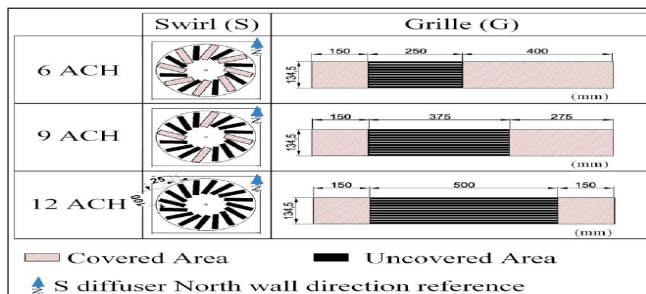 Swirl (S) Grille (G)
6 ACH N 150 250 400
134,5
(mm)
9 ACH N 150 375 275
134,5
(mm)
12 ACH 25 100 N 150 500 150
134,5
(mm)
Covered Area Uncovered Area
N S diffuser North wall direction reference